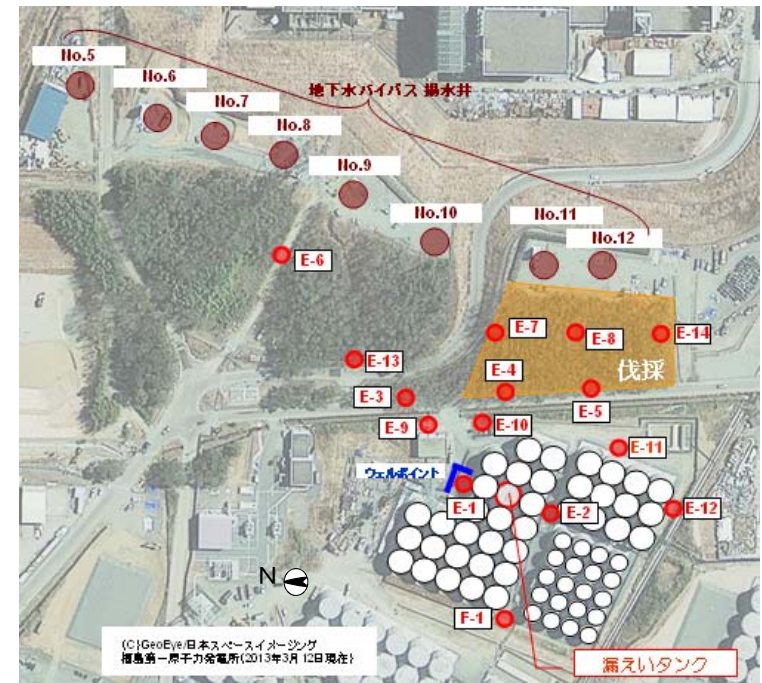 No.5
No.6
No.7
No.8
地下水バイパス 揚水井
No.9
No.10
No.11
No.12
E-6
E-7
E-8
E-14
E-13
E-4
伐採
E-3
E-5
E-9
E-10
E-11
ウェルポイント
E-1
E-2
E-12
N
F-1
(C)GeoEye/日本スペースイメージング
福島第一原子力発電所(2013年3月12日現在)
漏えいタンク